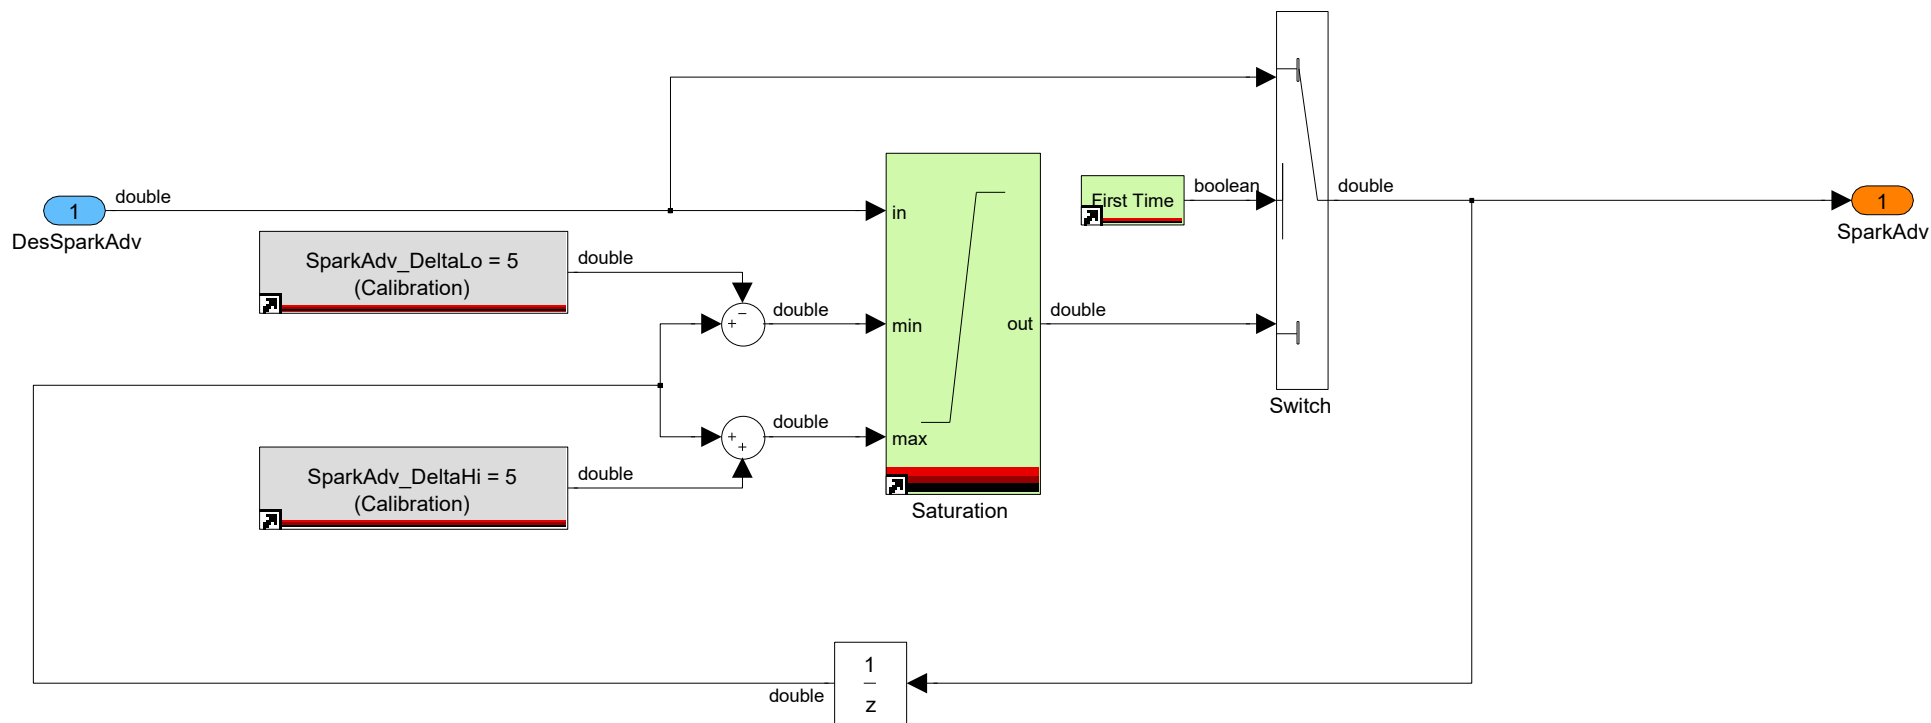 double
1
DesSparkAdv
SparkAdv_DeltaLo = 5
(Calibration)
double
+
−
double
SparkAdv_DeltaHi = 5
(Calibration)
double
+
+
double
in
min
max
out
Saturation
double
First Time
boolean
Switch
double
1
SparkAdv
1
z
double